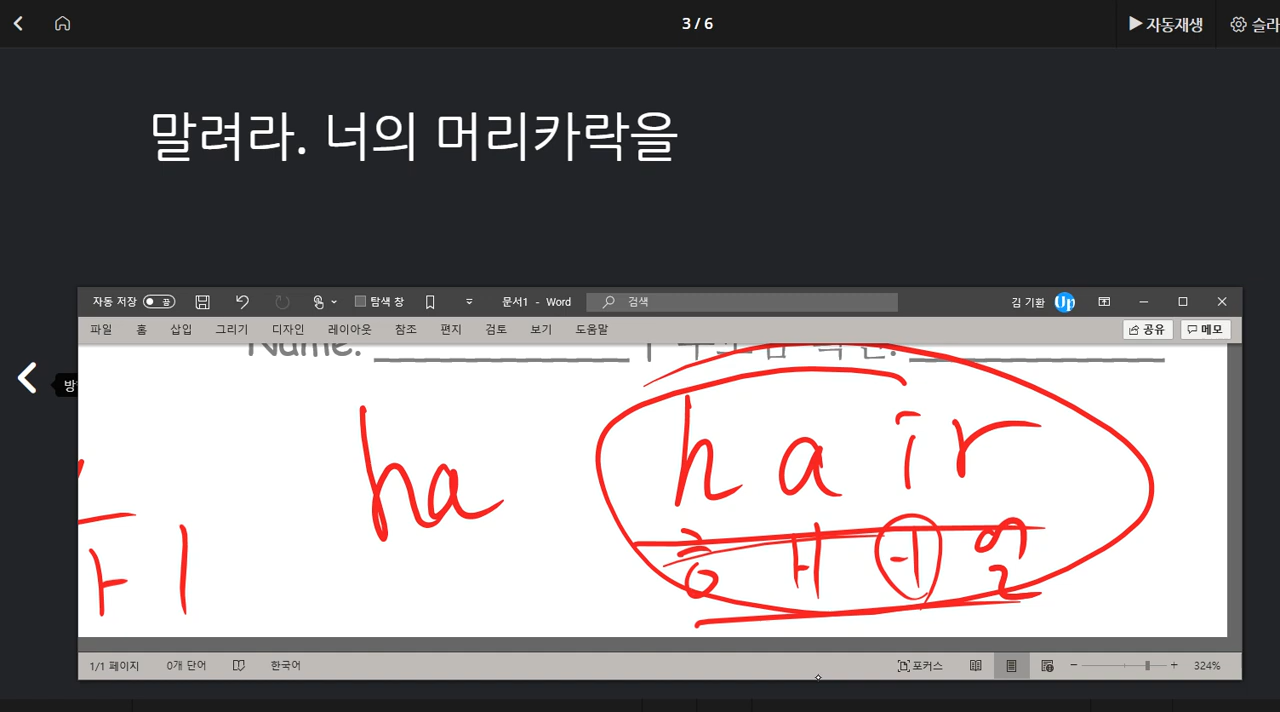 3 / 6
▶ 자동재생
말려라. 너의 머리카락을
자동 저장 끔
탐색 창
문서1 - Word
검색
김 기환
Up
파일 홈 삽입 그리기 디자인 레이아웃 참조 편지 검토 보기 도움말
공유 메모
Name:
ha
hair
ㅎ ㅐ ㅓ
ㅏ ㅣ
1/1 페이지 0개 단어 한국어
포커스
324%